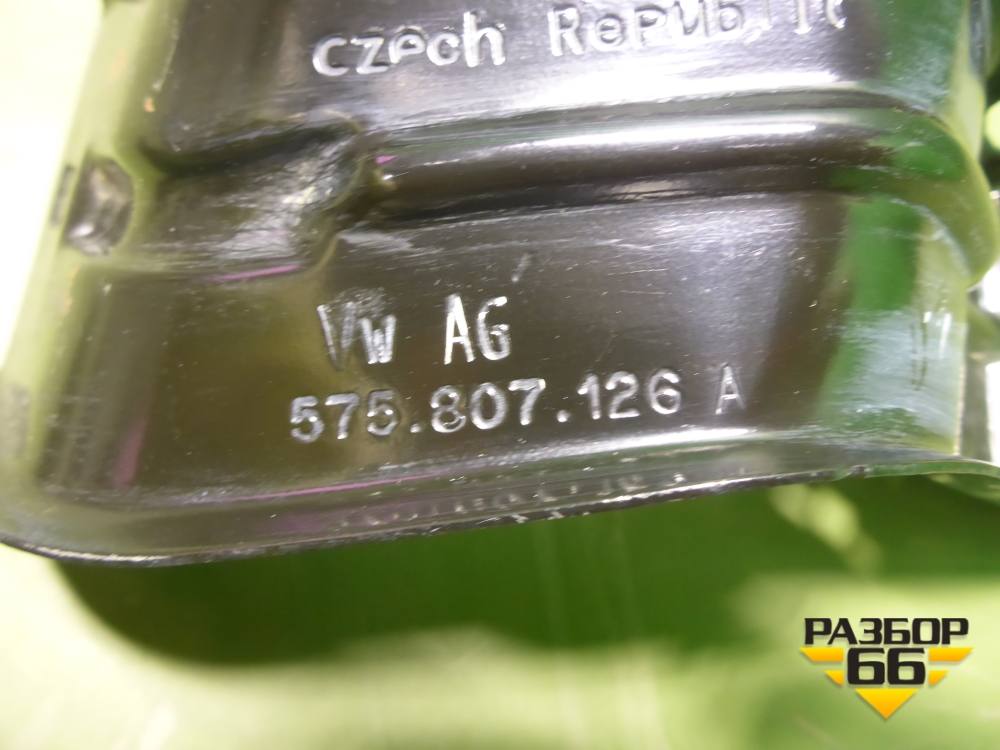 czech Republic
VW AG
575.807.126 A
РАЗБОР
66